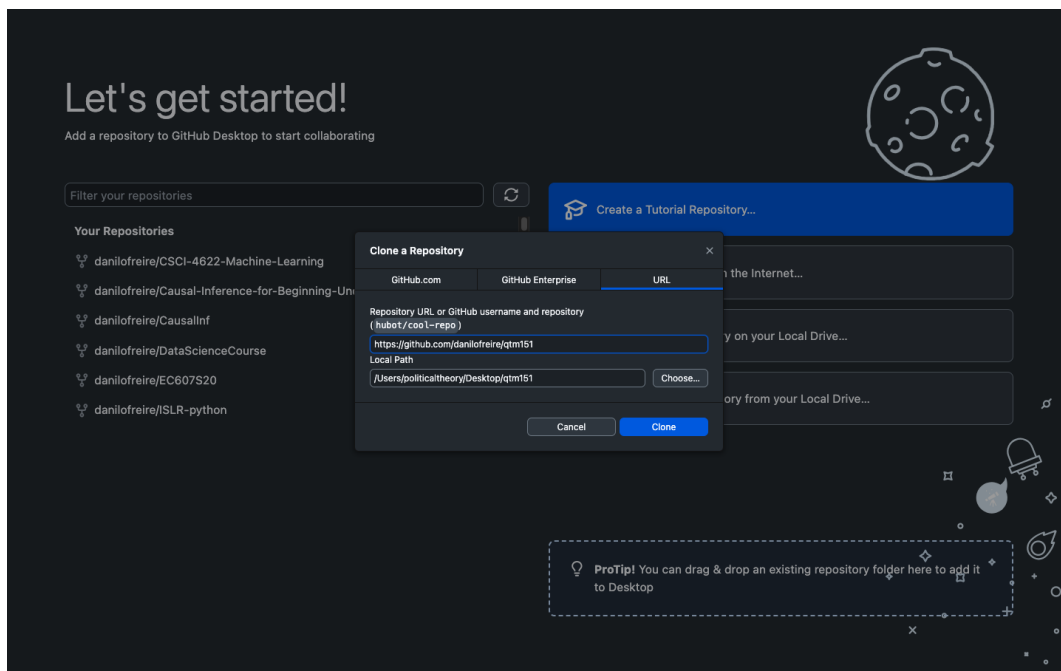 Let's get started!
Add a repository to GitHub Desktop to start collaborating
Filter your repositories
Your Repositories
danilofreire/CSCI-4622-Machine-Learning
danilofreire/Causal-Inference-for-Beginning-Un
danilofreire/CausalInf
danilofreire/DataScienceCourse
danilofreire/EC607S20
danilofreire/ISLR-python
Create a Tutorial Repository...
the Internet...
y on your Local Drive...
ory from your Local Drive...
Clone a Repository
GitHub.com
GitHub Enterprise
URL
Repository URL or GitHub username and repository
(hubot/cool-repo)
https://github.com/danilofreire/qtm151
Local Path
/Users/politicaltheory/Desktop/qtm151
Choose...
Cancel
Clone
ProTip! You can drag & drop an existing repository folder here to add it
to Desktop